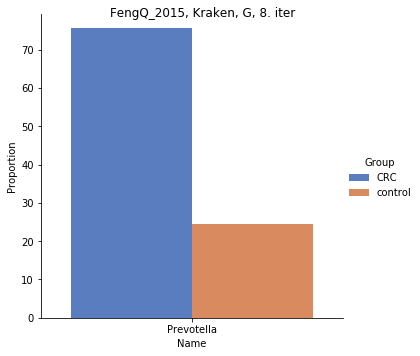 FengQ_2015, Kraken, G, 8. iter
70
60
50
40
30
20
10
0
Proportion
Prevotella
Name
Group
CRC
control